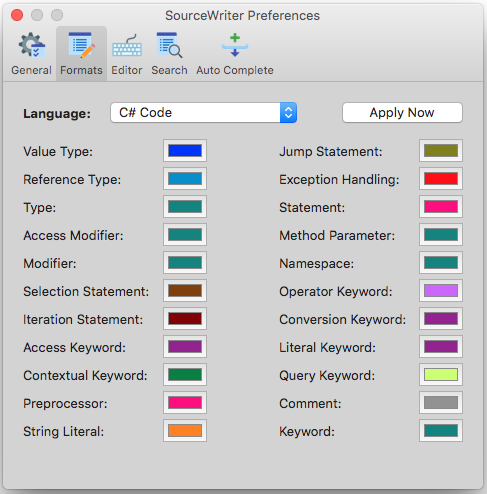 SourceWriter Preferences
General Formats Editor Search Auto Complete
Language: C# Code Apply Now
Value Type: Jump Statement:
Reference Type: Exception Handling:
Type: Statement:
Access Modifier: Method Parameter:
Modifier: Namespace:
Selection Statement: Operator Keyword:
Iteration Statement: Conversion Keyword:
Access Keyword: Literal Keyword:
Contextual Keyword: Query Keyword:
Preprocessor: Comment:
String Literal: Keyword: